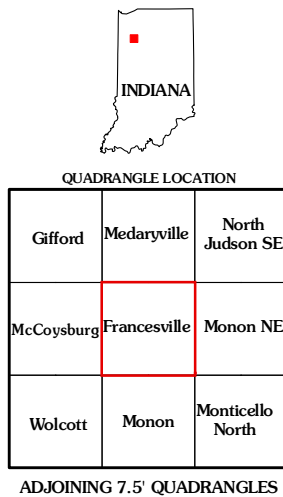 INDIANA
QUADRANGLE LOCATION
Gifford
Medaryville
North
Judson SE
McCoysburg
Francesville
Monon NE
Wolcott
Monon
Monticello
North
ADJOINING 7.5' QUADRANGLES